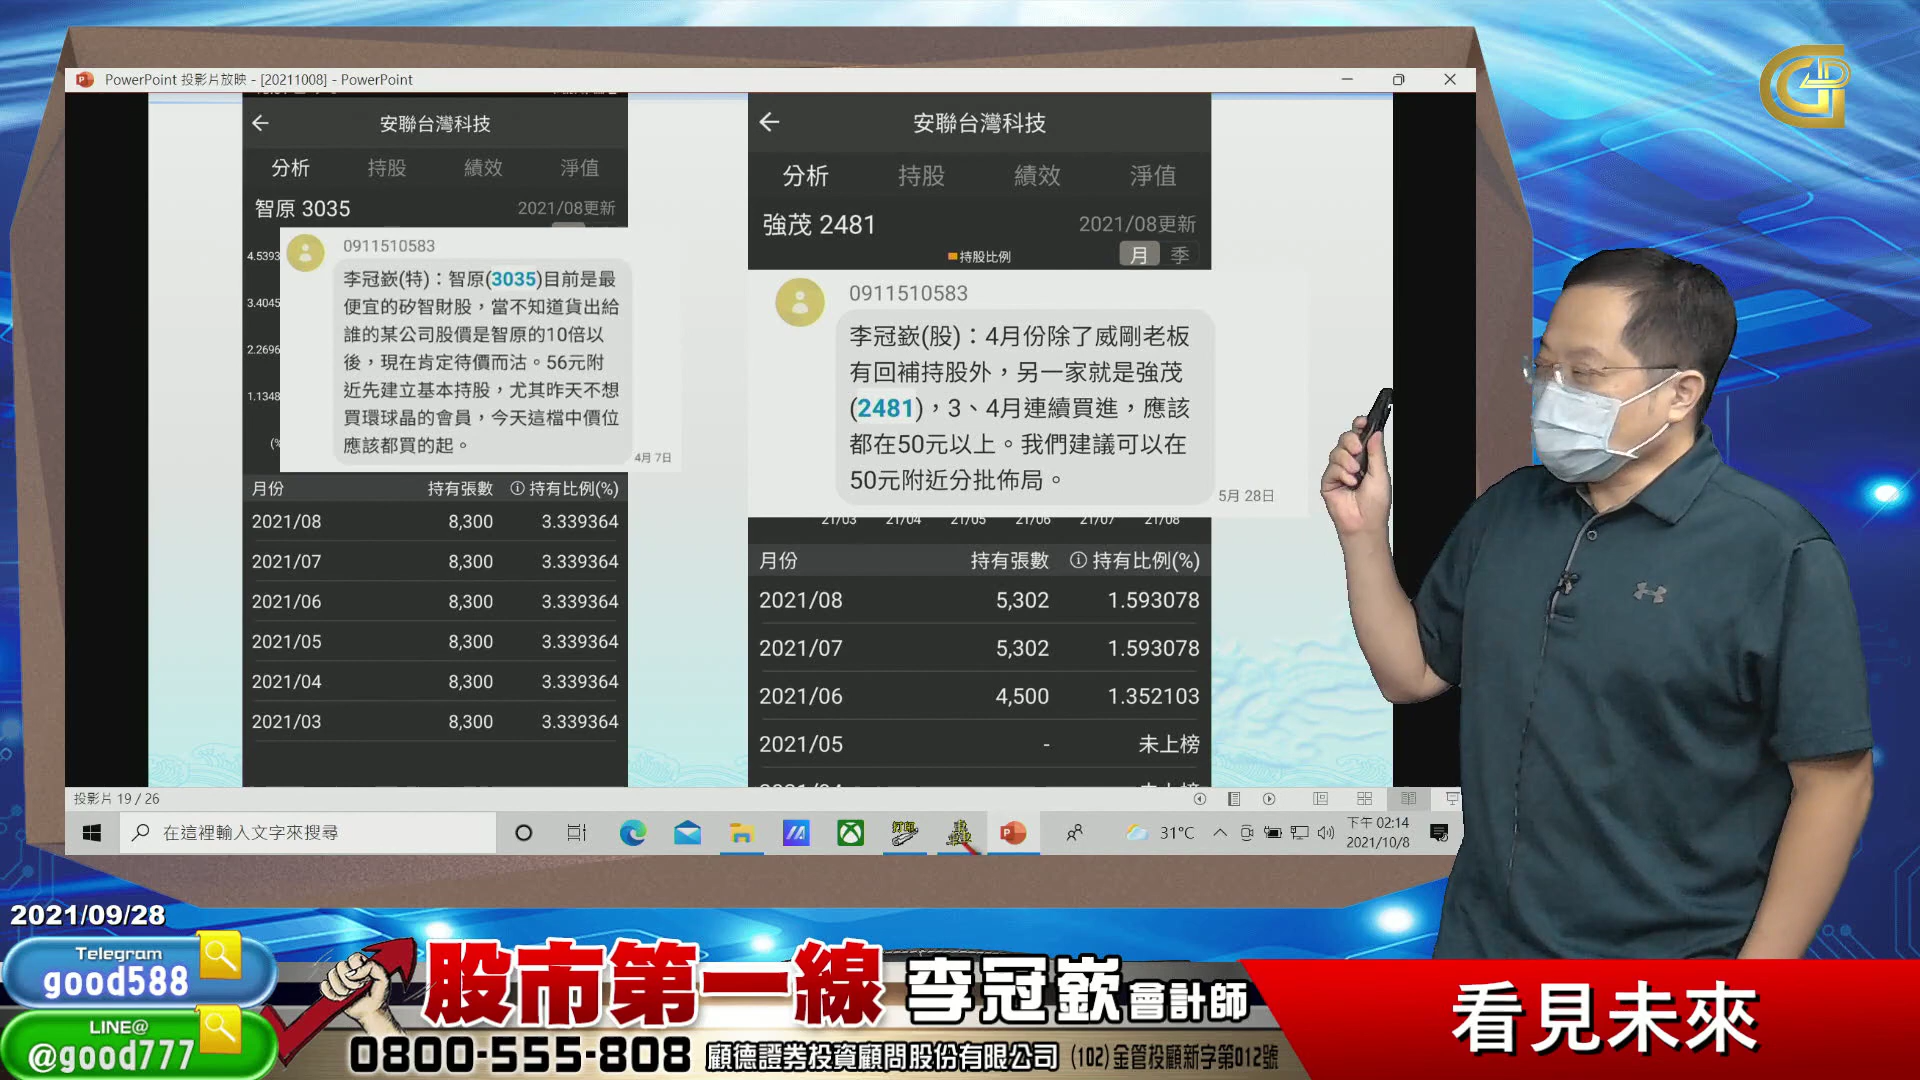 PowerPoint 投影片放映 - [20211008] - PowerPoint
安聯台灣科技
分析 持股 績效 淨值
智原 3035 2021/08更新
4.5393
3.4045
2.2696
1.1348
(%
0911510583
李冠嶔(特)：智原(3035)目前是最
便宜的矽智財股，當不知道貨出給
誰的某公司股價是智原的10倍以
後，現在肯定待價而沽。56元附
近先建立基本持股，尤其昨天不想
買環球晶的會員，今天這檔中價位
應該都買的起。
4月 7日
月份 持有張數 ⓘ 持有比例(%)
2021/08 8,300 3.339364
2021/07 8,300 3.339364
2021/06 8,300 3.339364
2021/05 8,300 3.339364
2021/04 8,300 3.339364
2021/03 8,300 3.339364
安聯台灣科技
分析 持股 績效 淨值
強茂 2481 2021/08更新
持股比例 月 季
0911510583
李冠嶔(股)：4月份除了威剛老板
有回補持股外，另一家就是強茂
(2481)，3、4月連續買進，應該
都在50元以上。我們建議可以在
50元附近分批佈局。
5月 28日
21/03 21/04 21/05 21/06 21/07 21/08
月份 持有張數 ⓘ 持有比例(%)
2021/08 5,302 1.593078
2021/07 5,302 1.593078
2021/06 4,500 1.352103
2021/05 - 未上榜
投影片 19 / 26
在這裡輸入文字來搜尋
31°C
下午 02:14
2021/10/8
2021/09/28
Telegram
good588
LINE@
@good777
股市第一線 李冠嶔會計師
0800-555-808 顧德證券投資顧問股份有限公司 (102)金管投顧新字第012號
看見未來